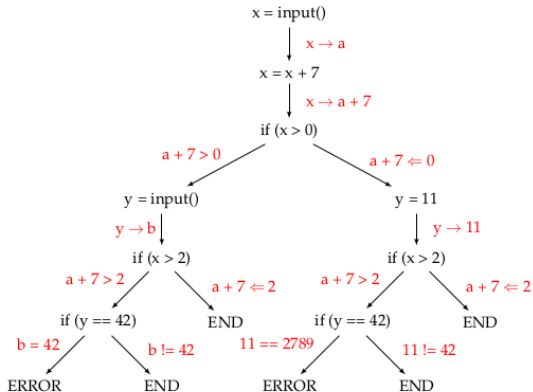 x = input()
x → a
x = x + 7
x → a + 7
if (x > 0)
a + 7 > 0
a + 7 ⇐ 0
y = input()
y = 11
y → b
y → 11
if (x > 2)
if (x > 2)
a + 7 > 2
a + 7 ⇐ 2
a + 7 > 2
a + 7 ⇐ 2
if (y == 42)
END
if (y == 42)
END
b = 42
b != 42
11 == 2789
11 != 42
ERROR
END
ERROR
END